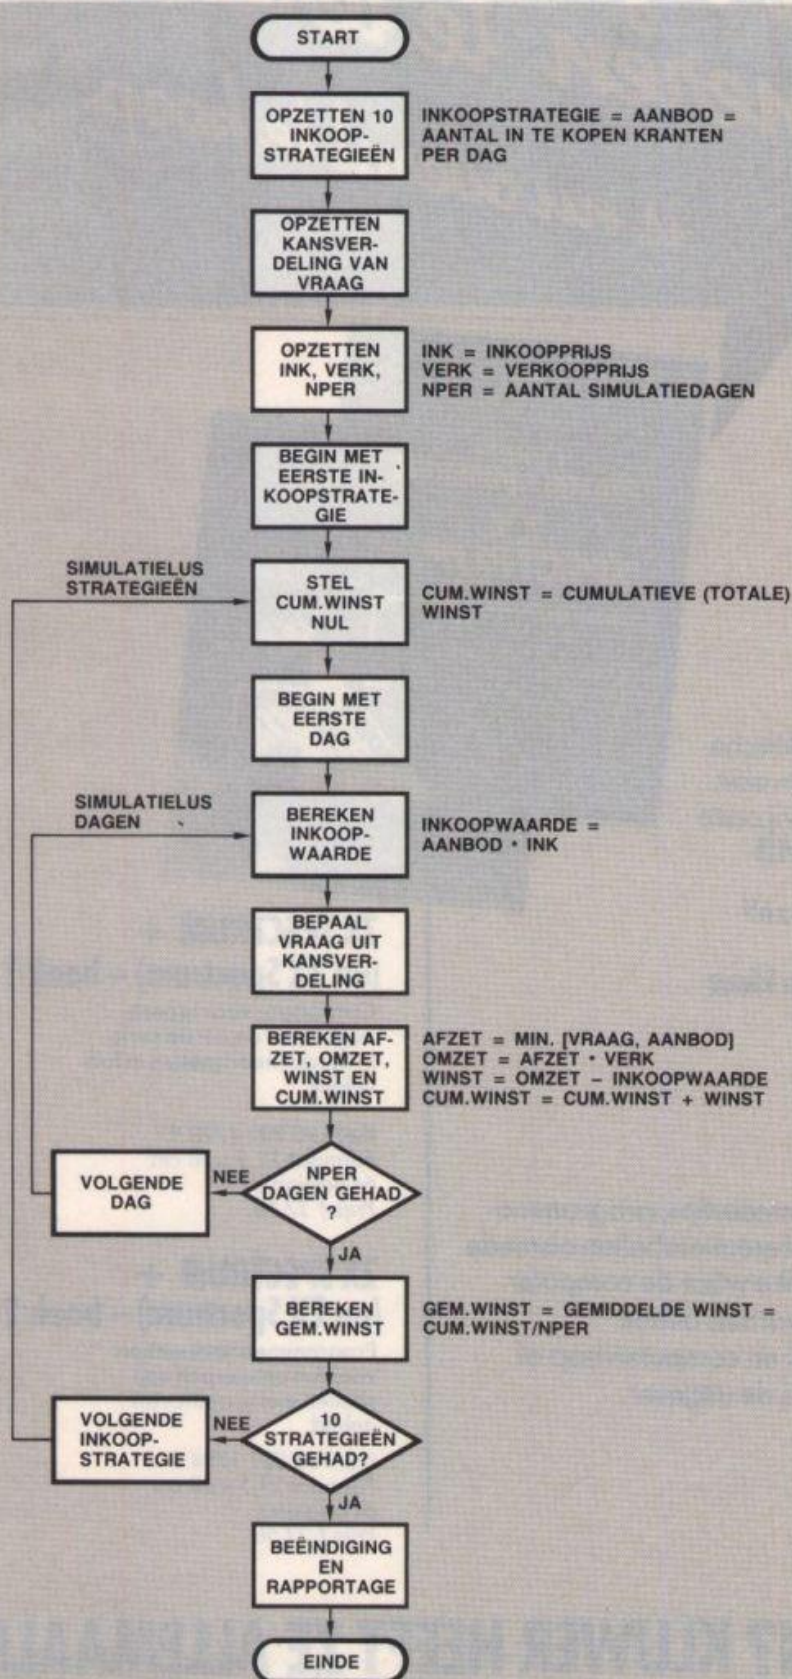 START
OPZETTEN 10
INKOOP-
STRATEGIEËN
INKOOPSTRATEGIE = AANBOD =
AANTAL IN TE KOPEN KRANTEN
PER DAG
OPZETTEN
KANSVER-
DELING VAN
VRAAG
OPZETTEN
INK, VERK,
NPER
INK = INKOOPPRIJS
VERK = VERKOOPPRIJS
NPER = AANTAL SIMULATIEDAGEN
BEGIN MET
EERSTE IN-
KOOPSTRATE-
GIE
SIMULATIELUS
STRATEGIEËN
STEL
CUM.WINST
NUL
CUM.WINST = CUMULATIEVE (TOTALE)
WINST
BEGIN MET
EERSTE
DAG
SIMULATIELUS
DAGEN
BEREKEN
INKOOP-
WAARDE
INKOOPWAARDE =
AANBOD • INK
BEPAAL
VRAAG UIT
KANSVER-
DELING
BEREKEN AF-
ZET, OMZET,
WINST EN
CUM.WINST
AFZET = MIN. [VRAAG, AANBOD]
OMZET = AFZET • VERK
WINST = OMZET – INKOOPWAARDE
CUM.WINST = CUM.WINST + WINST
VOLGENDE
DAG
NEE
NPER
DAGEN GEHAD
?
JA
BEREKEN
GEM.WINST
GEM.WINST = GEMIDDELDE WINST =
CUM.WINST/NPER
VOLGENDE
INKOOP-
STRATEGIE
NEE
10
STRATEGIEËN
GEHAD?
JA
BEËINDIGING
EN
RAPPORTAGE
EINDE